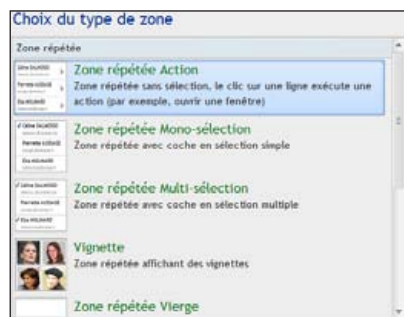 Choix du type de zone
Zone répétée
Zone répétée Action
Zone répétée sans sélection, le clic sur une ligne exécute une
action (par exemple, ouvrir une fenêtre)
Zone répétée Mono-sélection
Zone répétée avec coche en sélection simple
Zone répétée Multi-sélection
Zone répétée avec coche en sélection multiple
Vignette
Zone répétée affichant des vignettes
Zone répétée Vierge